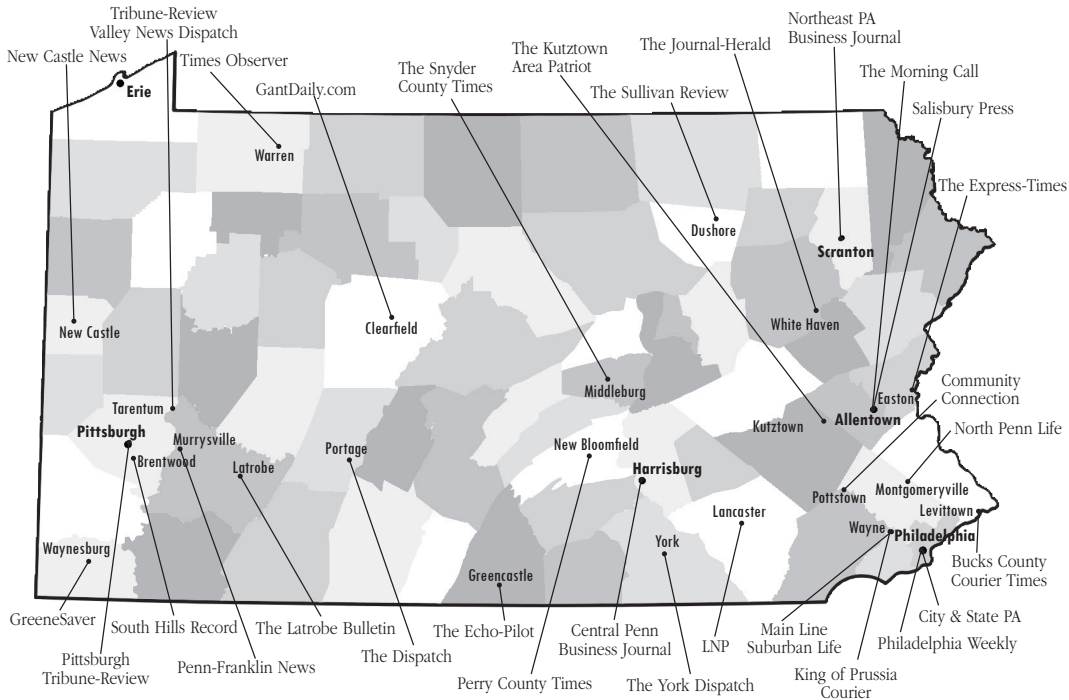 Tribune-Review
Valley News Dispatch
New Castle News
Times Observer
GantDaily.com
The Snyder
County Times
The Kutztown
Area Patriot
The Sullivan Review
The Journal-Herald
Northeast PA
Business Journal
The Morning Call
Salisbury Press
The Express-Times
Erie
Warren
Dushore
Scranton
New Castle
Clearfield
White Haven
Middleburg
Easton
Community
Connection
Tarentum
Allentown
Kutztown
North Penn Life
Pittsburgh
Murrysville
Brentwood
Latrobe
Portage
New Bloomfield
Harrisburg
Pottstown
Montgomeryville
Levittown
Lancaster
Wayne
Philadelphia
Waynesburg
York
Greencastle
Bucks County
Courier Times
GreeneSaver
South Hills Record
The Latrobe Bulletin
The Echo-Pilot
Central Penn
Business Journal
LNP
Main Line
Suburban Life
City & State PA
Philadelphia Weekly
Pittsburgh
Tribune-Review
Penn-Franklin News
The Dispatch
Perry County Times
The York Dispatch
King of Prussia
Courier